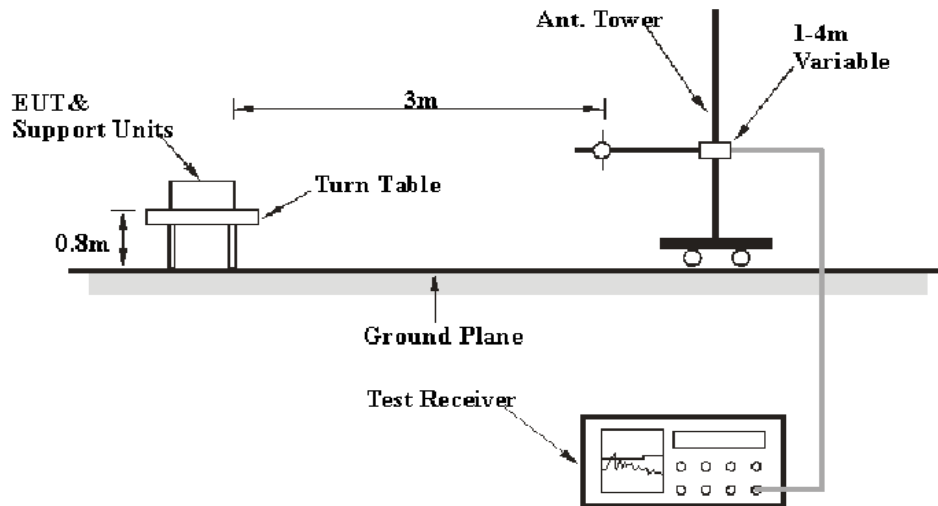 Ant. Tower
1-4m
Variable
3m
EUT&
Support Units
Turn Table
0.8m
Ground Plane
Test Receiver